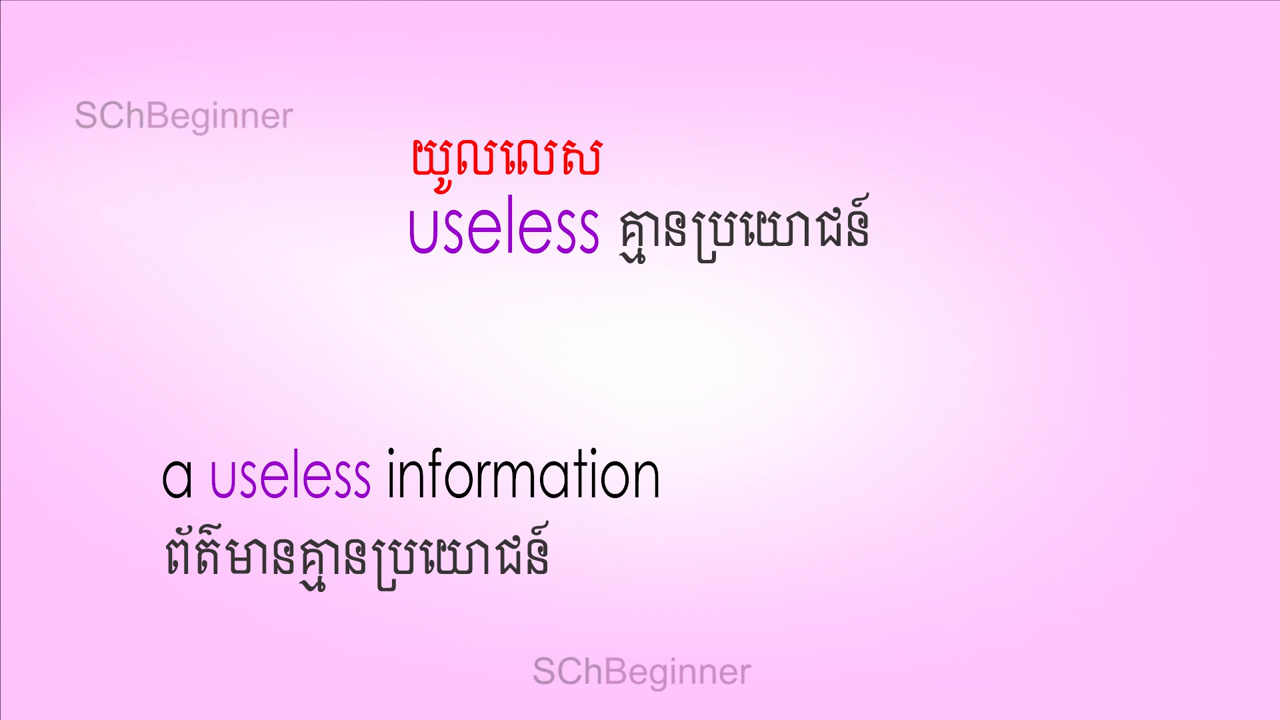 SChBeginner
យូលលេស
useless គ្មានប្រយោជន៍
a useless information
ព័ត៌មានគ្មានប្រយោជន៍
SChBeginner